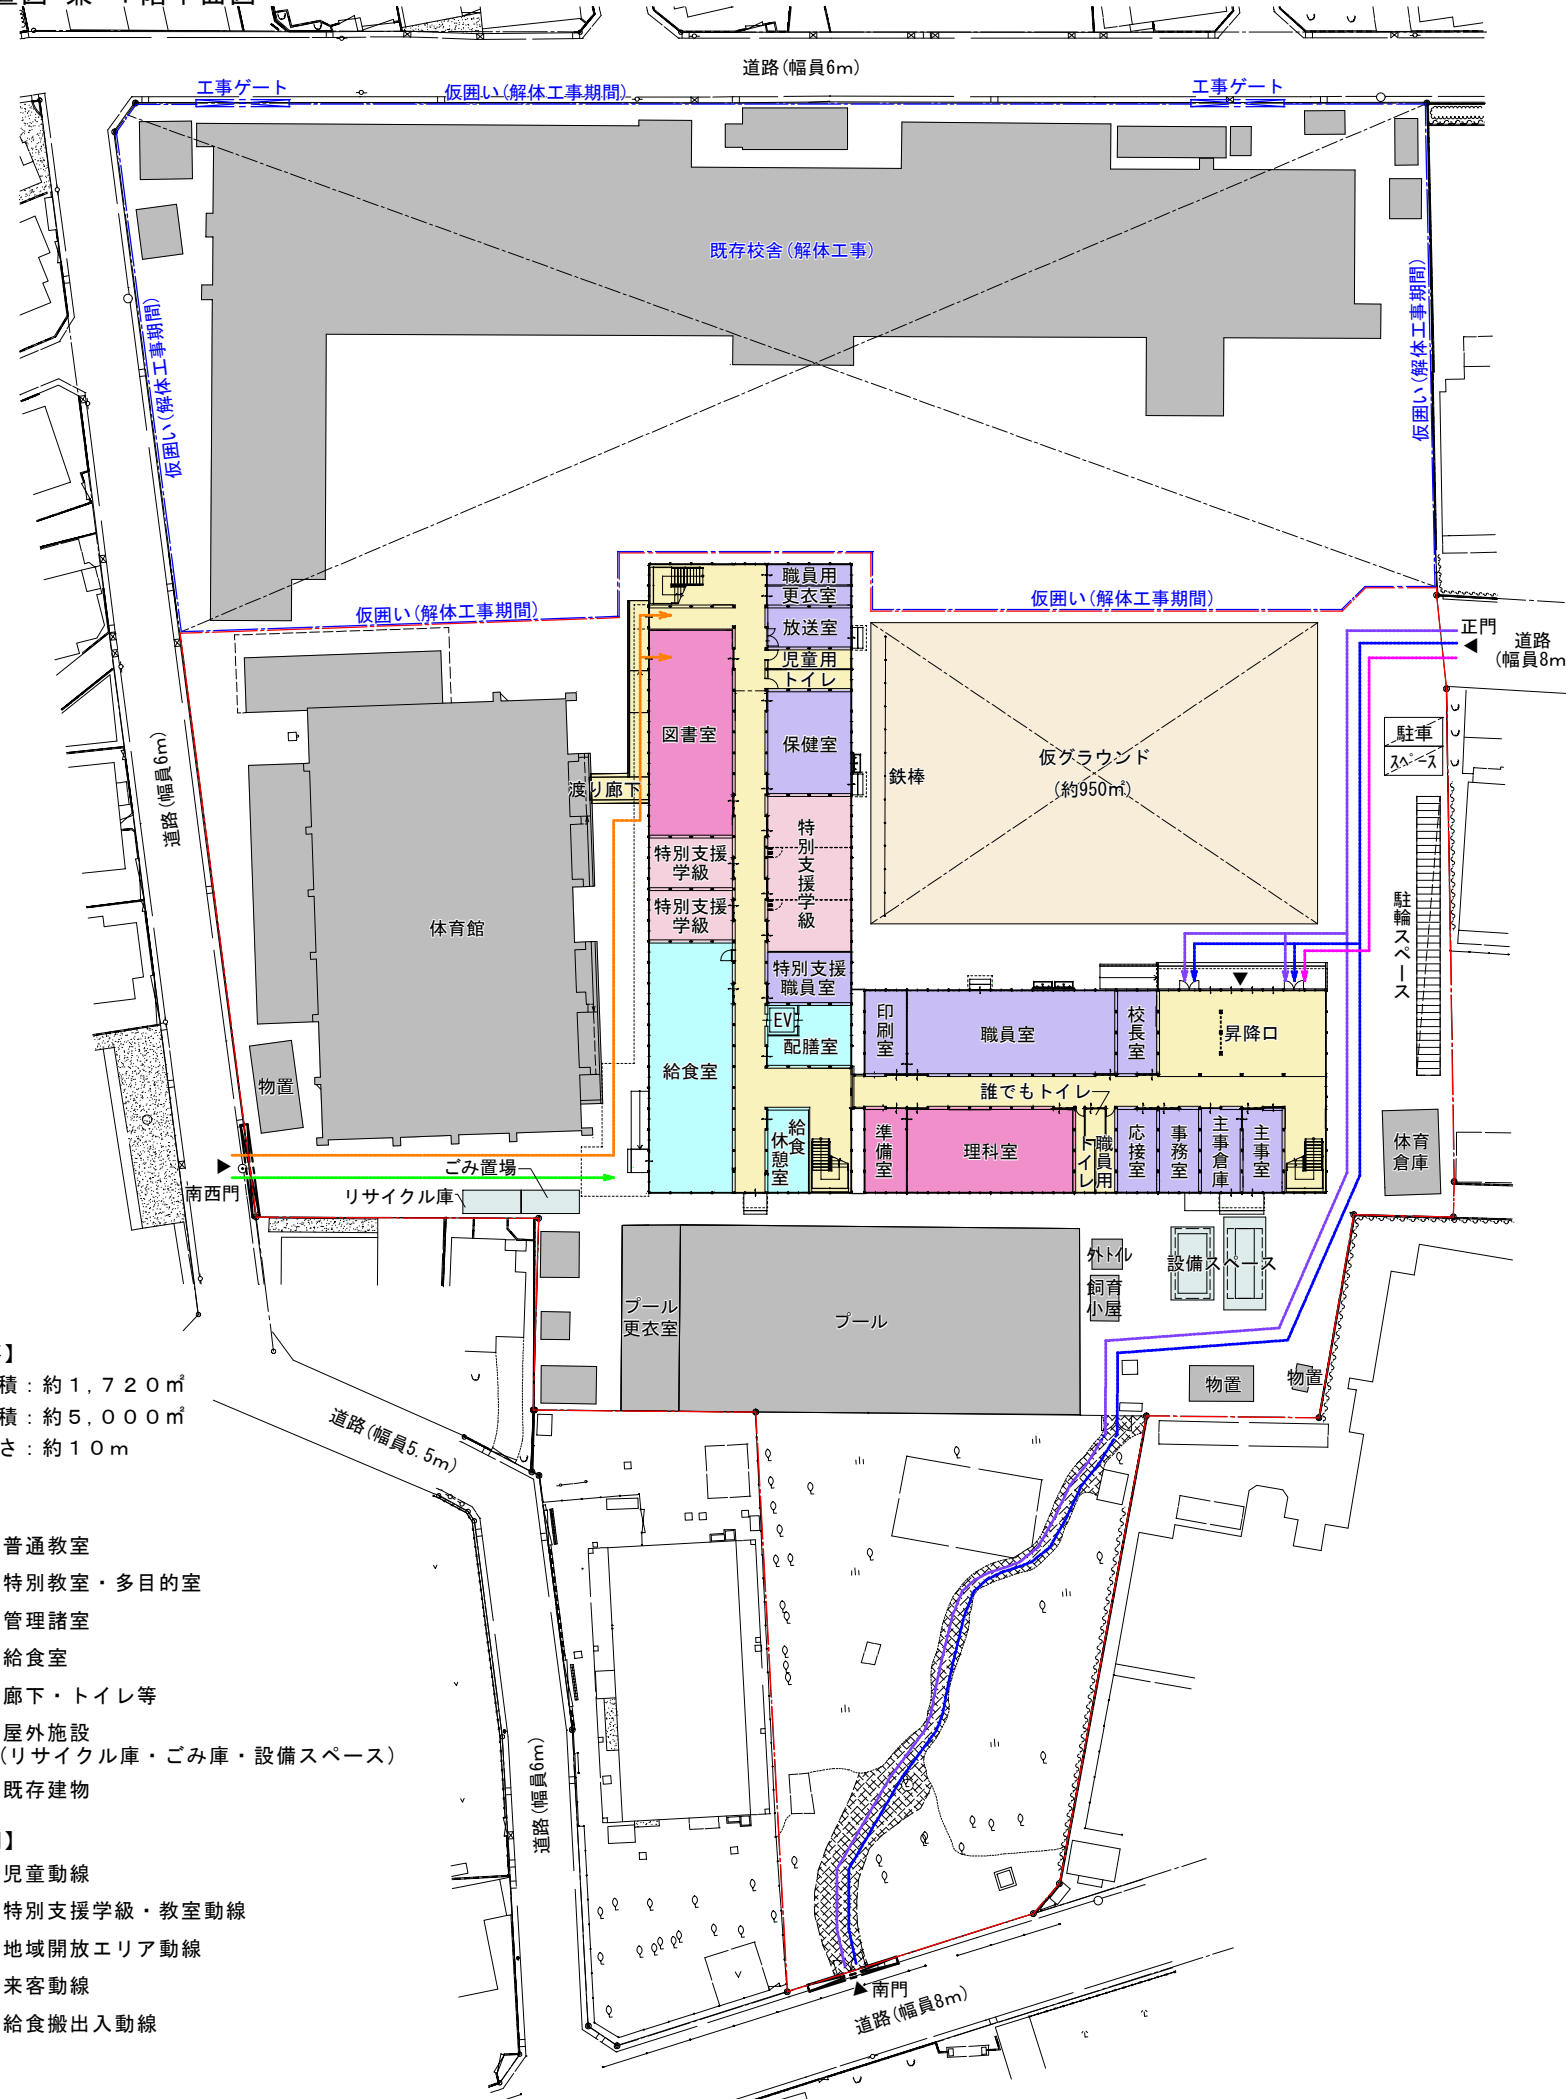 道路(幅員6m)
工事ゲート
仮囲い(解体工事期間)
工事ゲート
既存校舎(解体工事)
仮囲い(解体工事期間)
仮囲い(解体工事期間)
仮囲い(解体工事期間)
仮囲い(解体工事期間)
職員用
更衣室
放送室
児童用
トイレ
図書室
保健室
鉄棒
仮グラウンド
(約950㎡)
正門
道路
(幅員8m
駐車
スペース
駐輪スペース
道路(幅員6m)
渡り廊下
体育館
特別支援
学級
特別支援
学級
特別支援学級
特別支援
職員室
EV
配膳室
給食室
印刷室
職員室
校長室
昇降口
誰でもトイレ
給食
休憩室
準備室
理科室
職員用
トイレ
応接室
事務室
主事倉庫
主事室
体育
倉庫
物置
南西門
ごみ置場
リサイクル庫
プール
更衣室
プール
外トイレ
飼育
小屋
設備スペース
物置
物置
】
積：約１,７２０㎡
積：約５,０００㎡
さ：約１０ｍ
道路(幅員5.5m)
普通教室
特別教室・多目的室
管理諸室
給食室
廊下・トイレ等
屋外施設
(リサイクル庫・ごみ庫・設備スペース)
既存建物
】
児童動線
特別支援学級・教室動線
地域開放エリア動線
来客動線
給食搬出入動線
道路(幅員6m)
南門
道路(幅員8m)